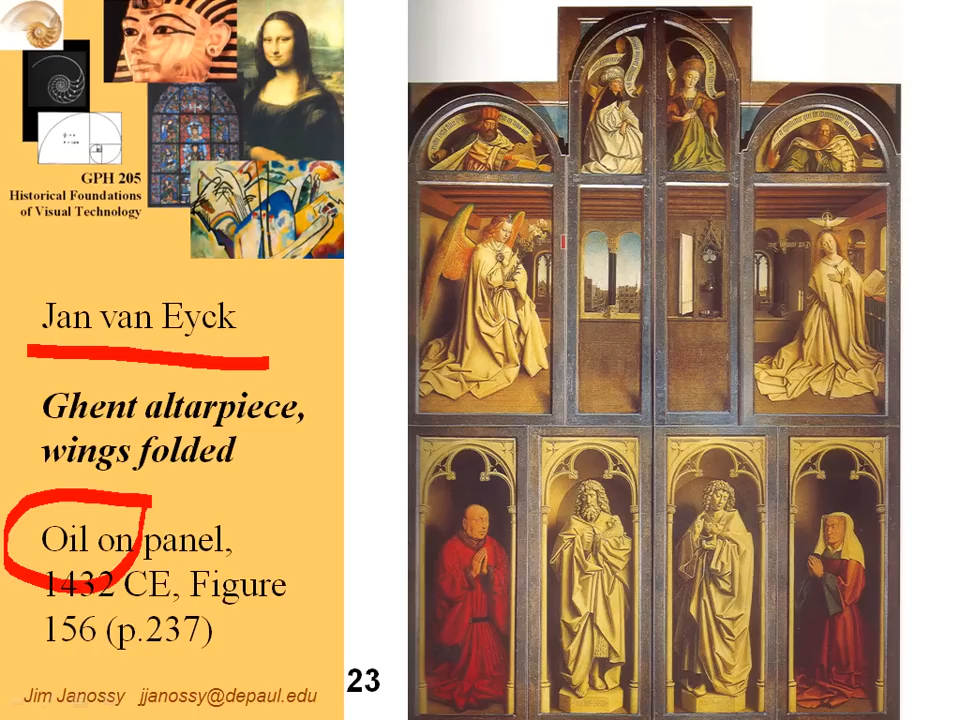 GPH 205
Historical Foundations
of Visual Technology
Jan van Eyck
Ghent altarpiece,
wings folded
Oil on panel,
1432 CE, Figure
156 (p.237)
Jim Janossy jjanossy@depaul.edu
23